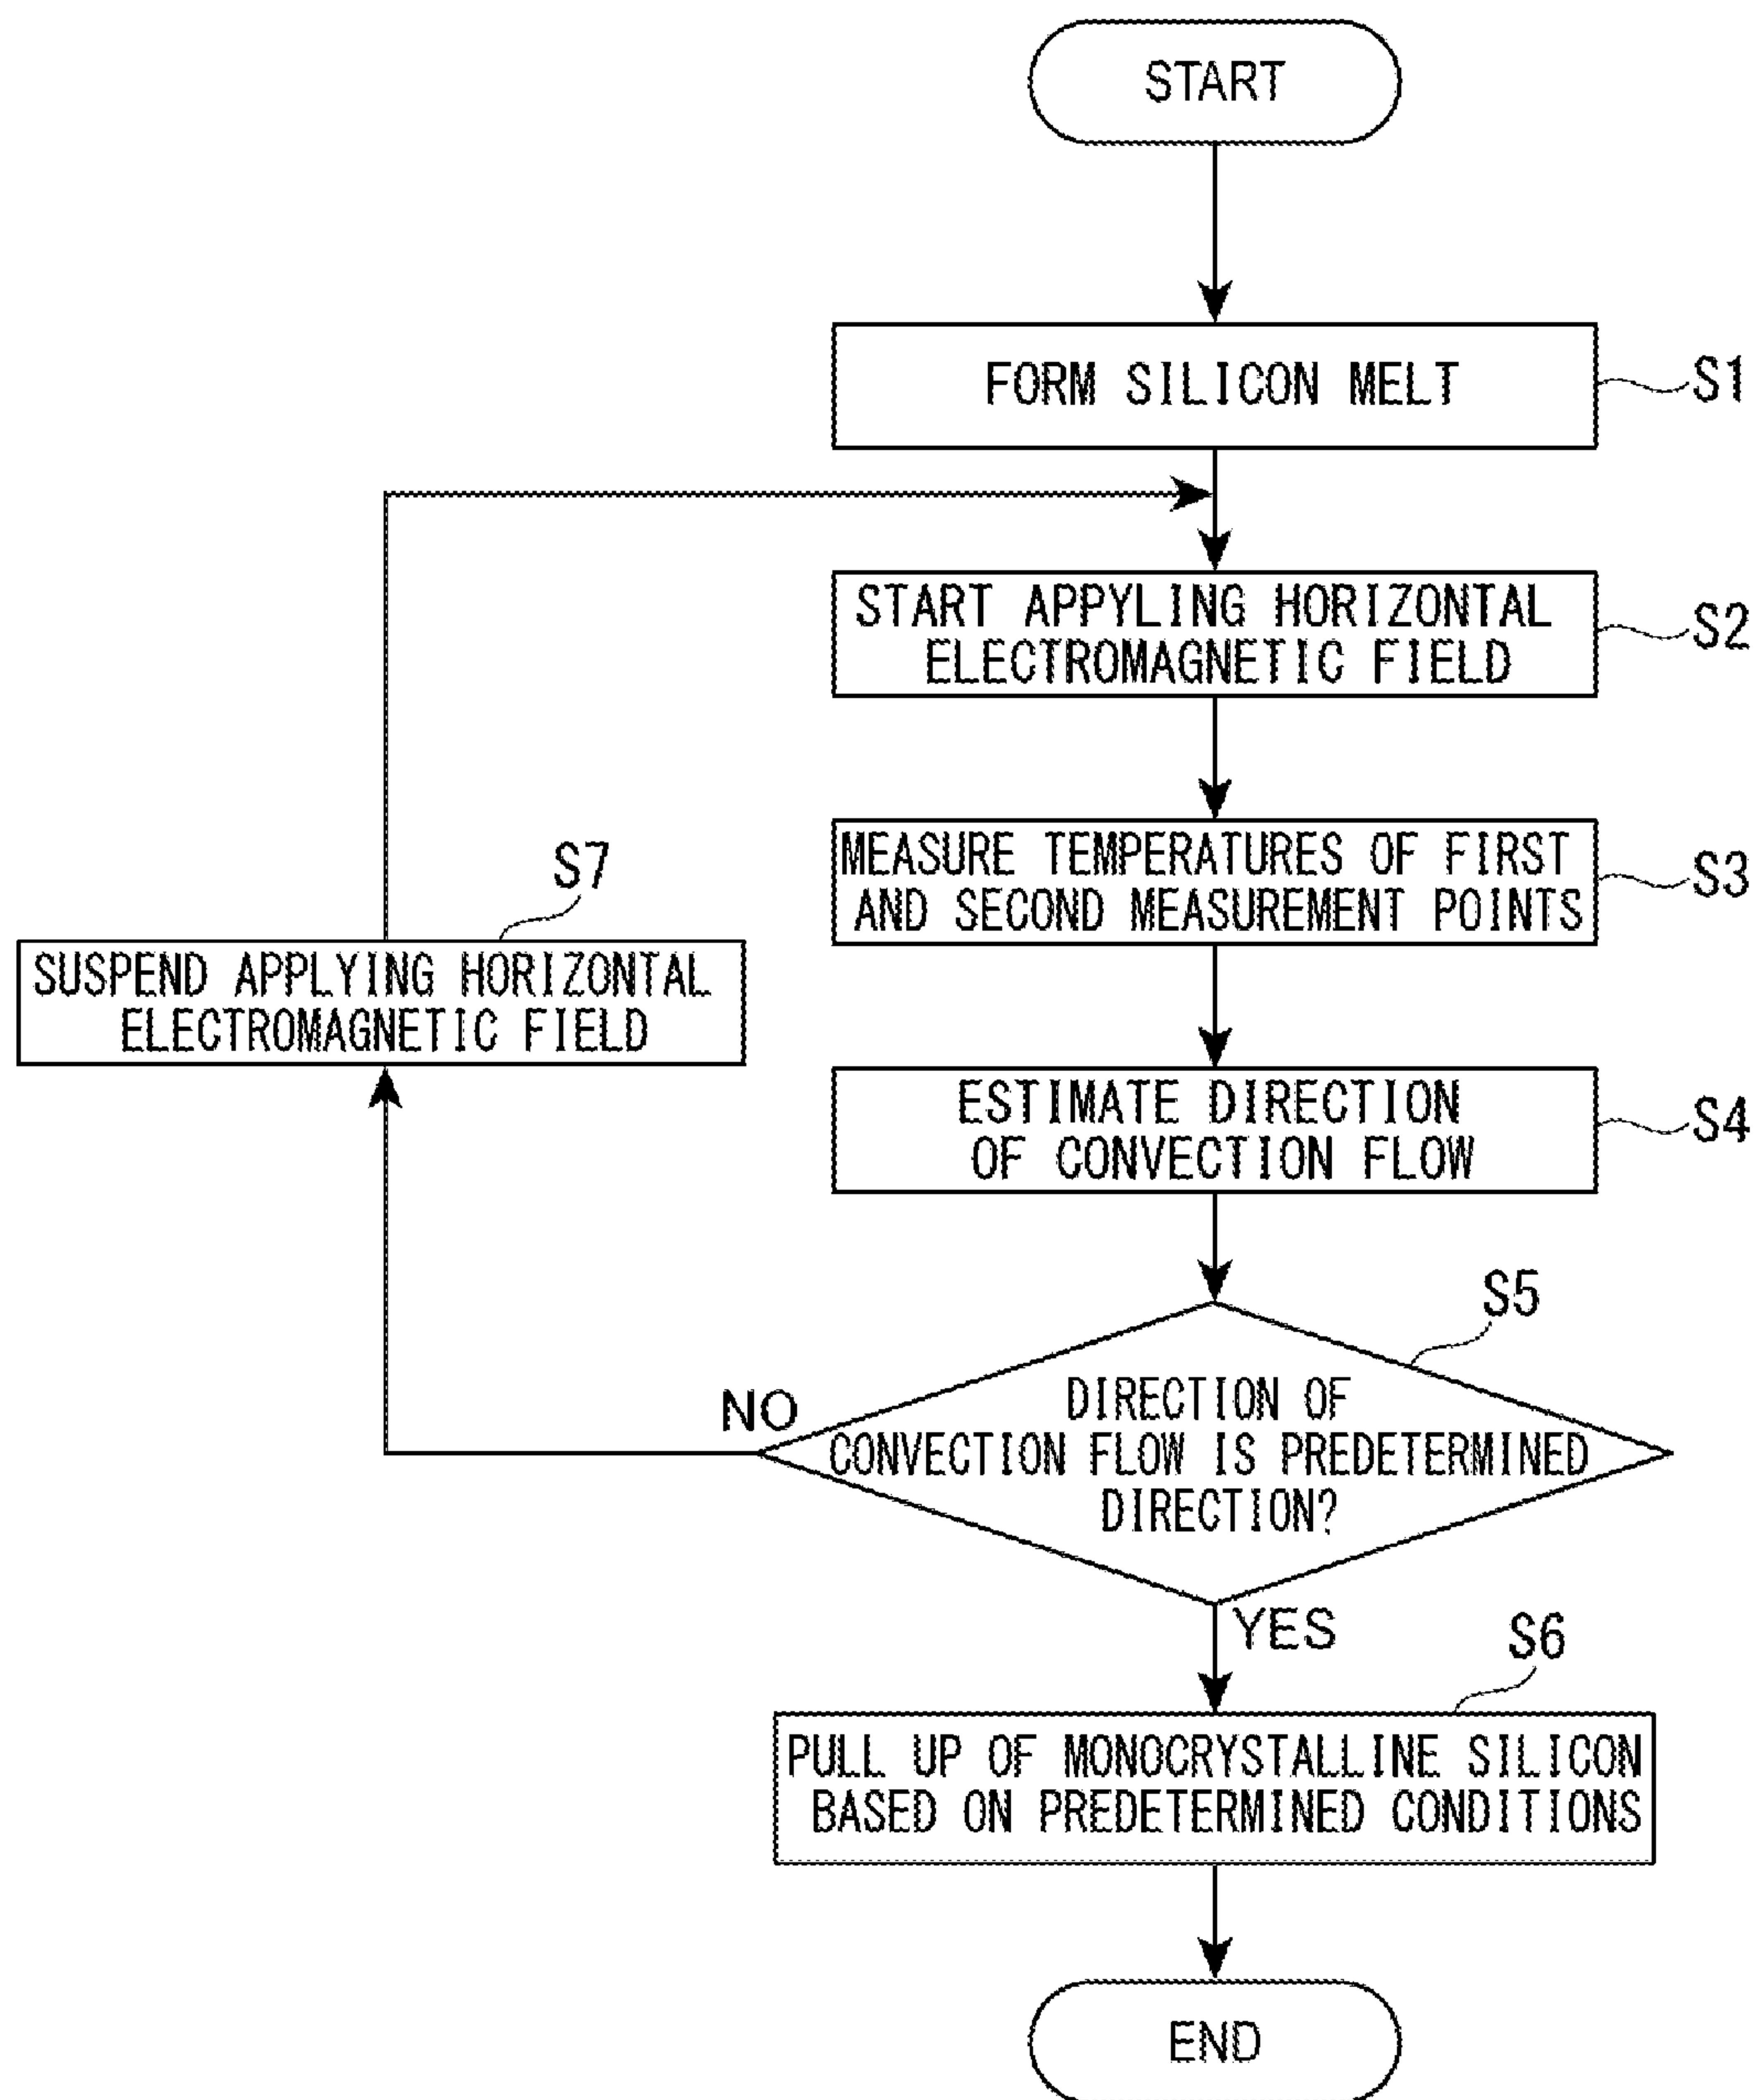 START
FORM SILICON MELT
S1
START APPYLING HORIZONTAL
ELECTROMAGNETIC FIELD
S2
MEASURE TEMPERATURES OF FIRST
AND SECOND MEASUREMENT POINTS
S3
S7
SUSPEND APPLYING HORIZONTAL
ELECTROMAGNETIC FIELD
ESTIMATE DIRECTION
OF CONVECTION FLOW
S4
S5
NO
DIRECTION OF
CONVECTION FLOW IS PREDETERMINED
DIRECTION?
YES
S6
PULL UP OF MONOCRYSTALLINE SILICON
BASED ON PREDETERMINED CONDITIONS
END